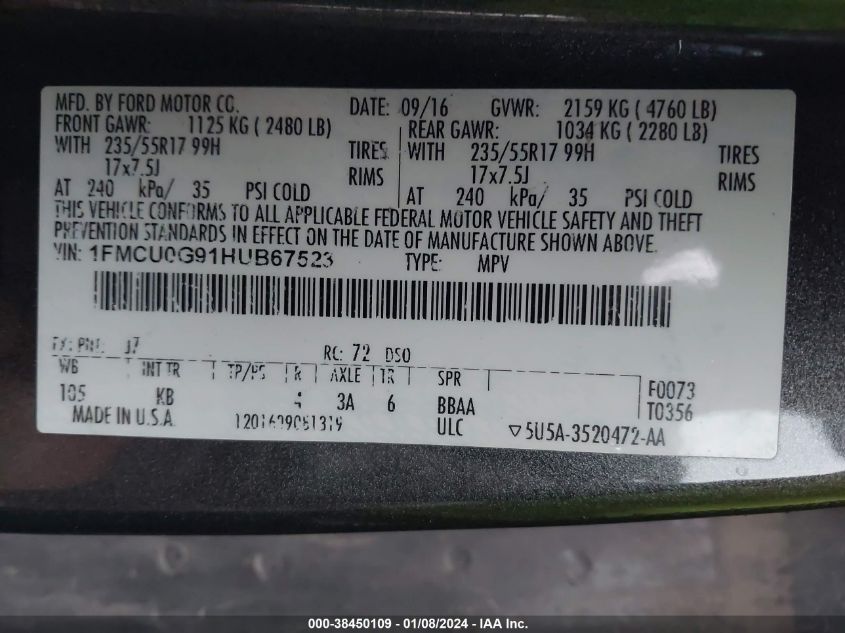 MFD. BY FORD MOTOR CO. DATE: 09/16 GVWR: 2159 KG ( 4760 LB)
FRONT GAWR: 1125 KG ( 2480 LB) REAR GAWR: 1034 KG ( 2280 LB)
WITH 235/55R17 99H TIRES WITH 235/55R17 99H TIRES
17x7.5J RIMS 17x7.5J RIMS
AT 240 kPa/ 35 PSI COLD AT 240 kPa/ 35 PSI COLD
THIS VEHICLE CONFORMS TO ALL APPLICABLE FEDERAL MOTOR VEHICLE SAFETY AND THEFT
PREVENTION STANDARDS IN EFFECT ON THE DATE OF MANUFACTURE SHOWN ABOVE.
VIN: 1FMCU0G91HUB67523 TYPE: MPV
EXT PNT: J7 RC: 72 DSO
WB INT TR TP/PS R AXLE TR SPR F0073
105 KB 4 3A 6 BBAA T0356
MADE IN U.S.A. ULC ▽5U5A-3520472-AA
000-38450109 - 01/08/2024 - IAA Inc.